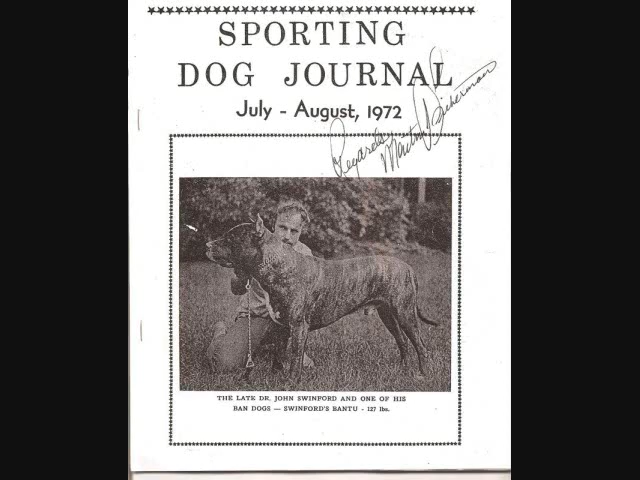 SPORTING
DOG JOURNAL
July - August, 1972
Regards
THE LATE DR. JOHN SWINFORD AND ONE OF HIS
BAN DOGS — SWINFORD'S BANTU - 127 lbs.